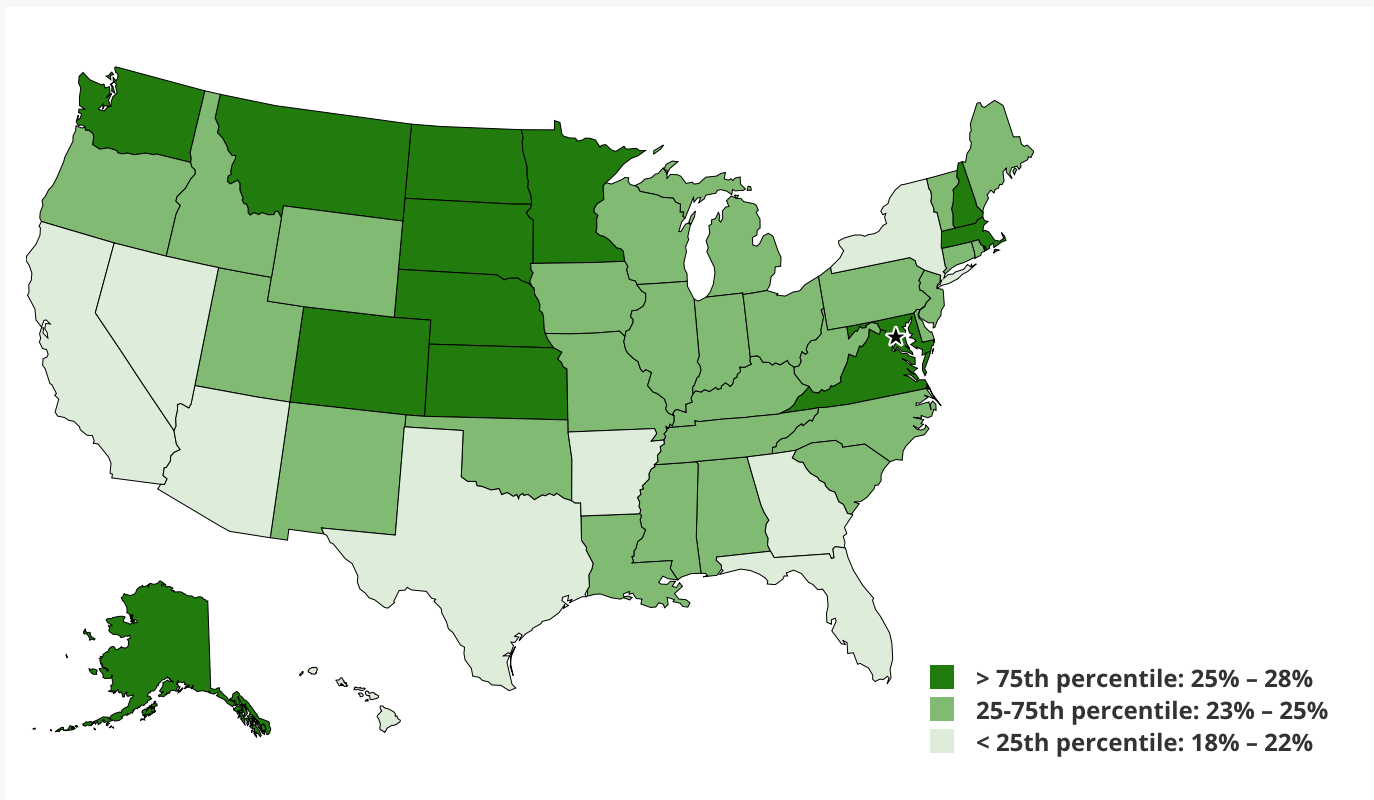 > 75th percentile: 25% – 28%
25-75th percentile: 23% – 25%
< 25th percentile: 18% – 22%